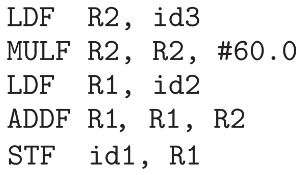 LDF R2, id3
MULF R2, R2, #60.0
LDF R1, id2
ADDF R1, R1, R2
STF id1, R1